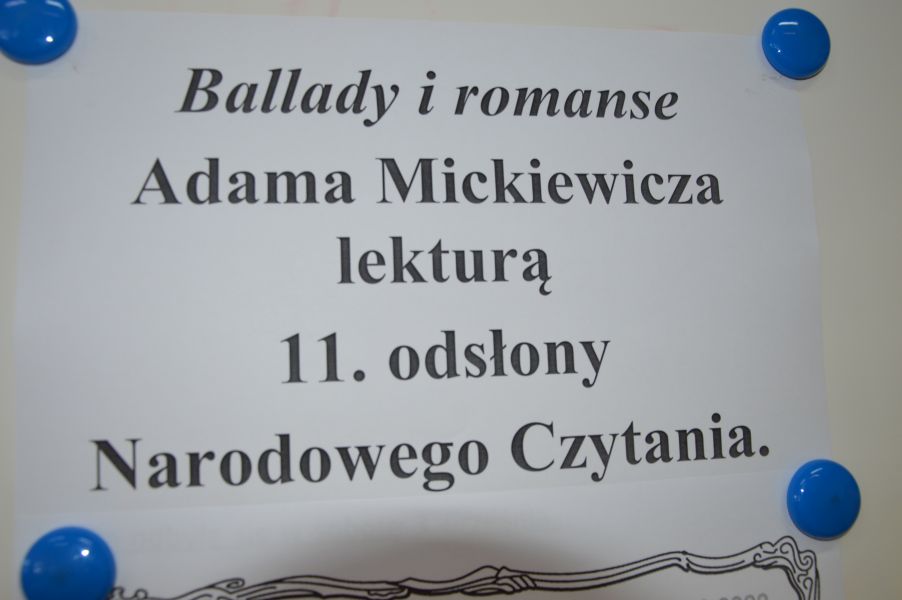 Ballady i romanse
Adama Mickiewicza
lekturą
11. odsłony
Narodowego Czytania.